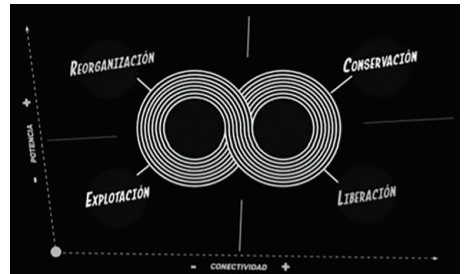 REORGANIZACIÓN
CONSERVACIÓN
+
POTENCIA
-
EXPLOTACIÓN
LIBERACIÓN
- CONECTIVIDAD +